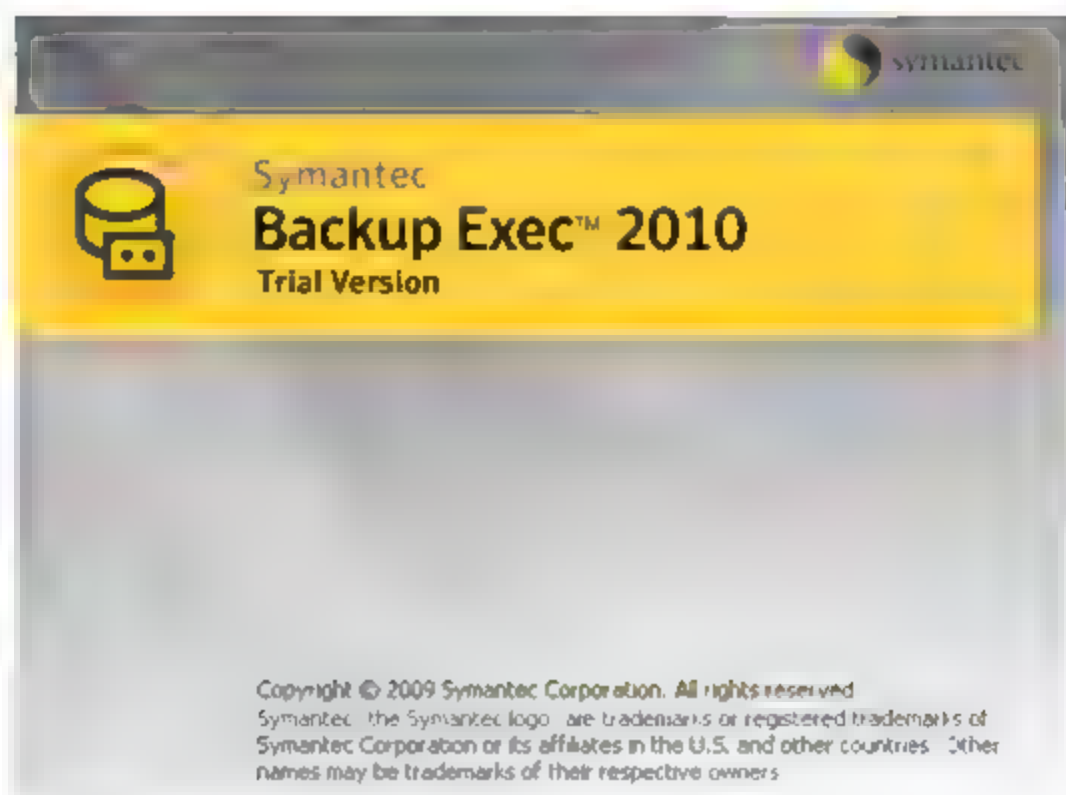 symantec
Symantec
Backup Exec™ 2010
Trial Version
Copyright © 2009 Symantec Corporation. All rights reserved
Symantec the Symantec logo are trademarks or registered trademarks of
Symantec Corporation or its affiliates in the U.S. and other countries Other
names may be trademarks of their respective owners